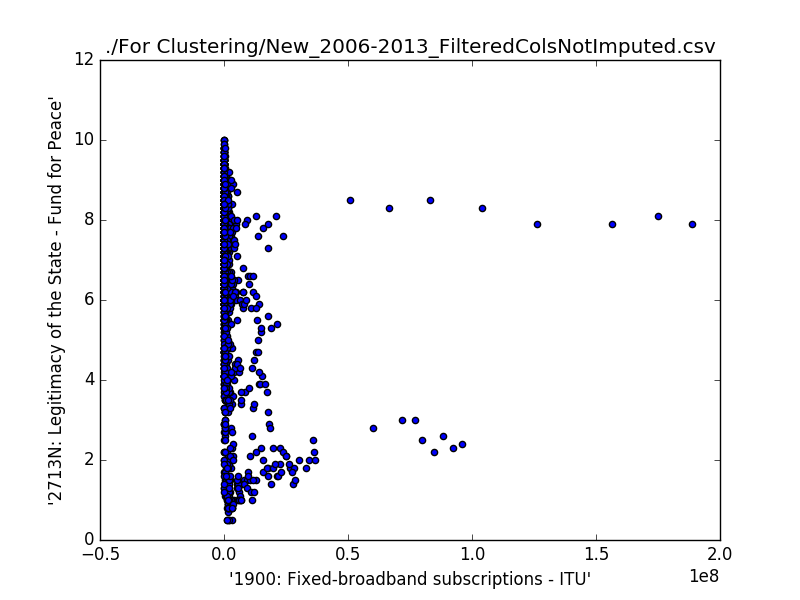 ./For Clustering/New_2006-2013_FilteredColsNotImputed.csv
'2713N: Legitimacy of the State - Fund for Peace'
12
10
8
6
4
2
0
−0.5 0.0 0.5 1.0 1.5 2.0
1e8
'1900: Fixed-broadband subscriptions - ITU'